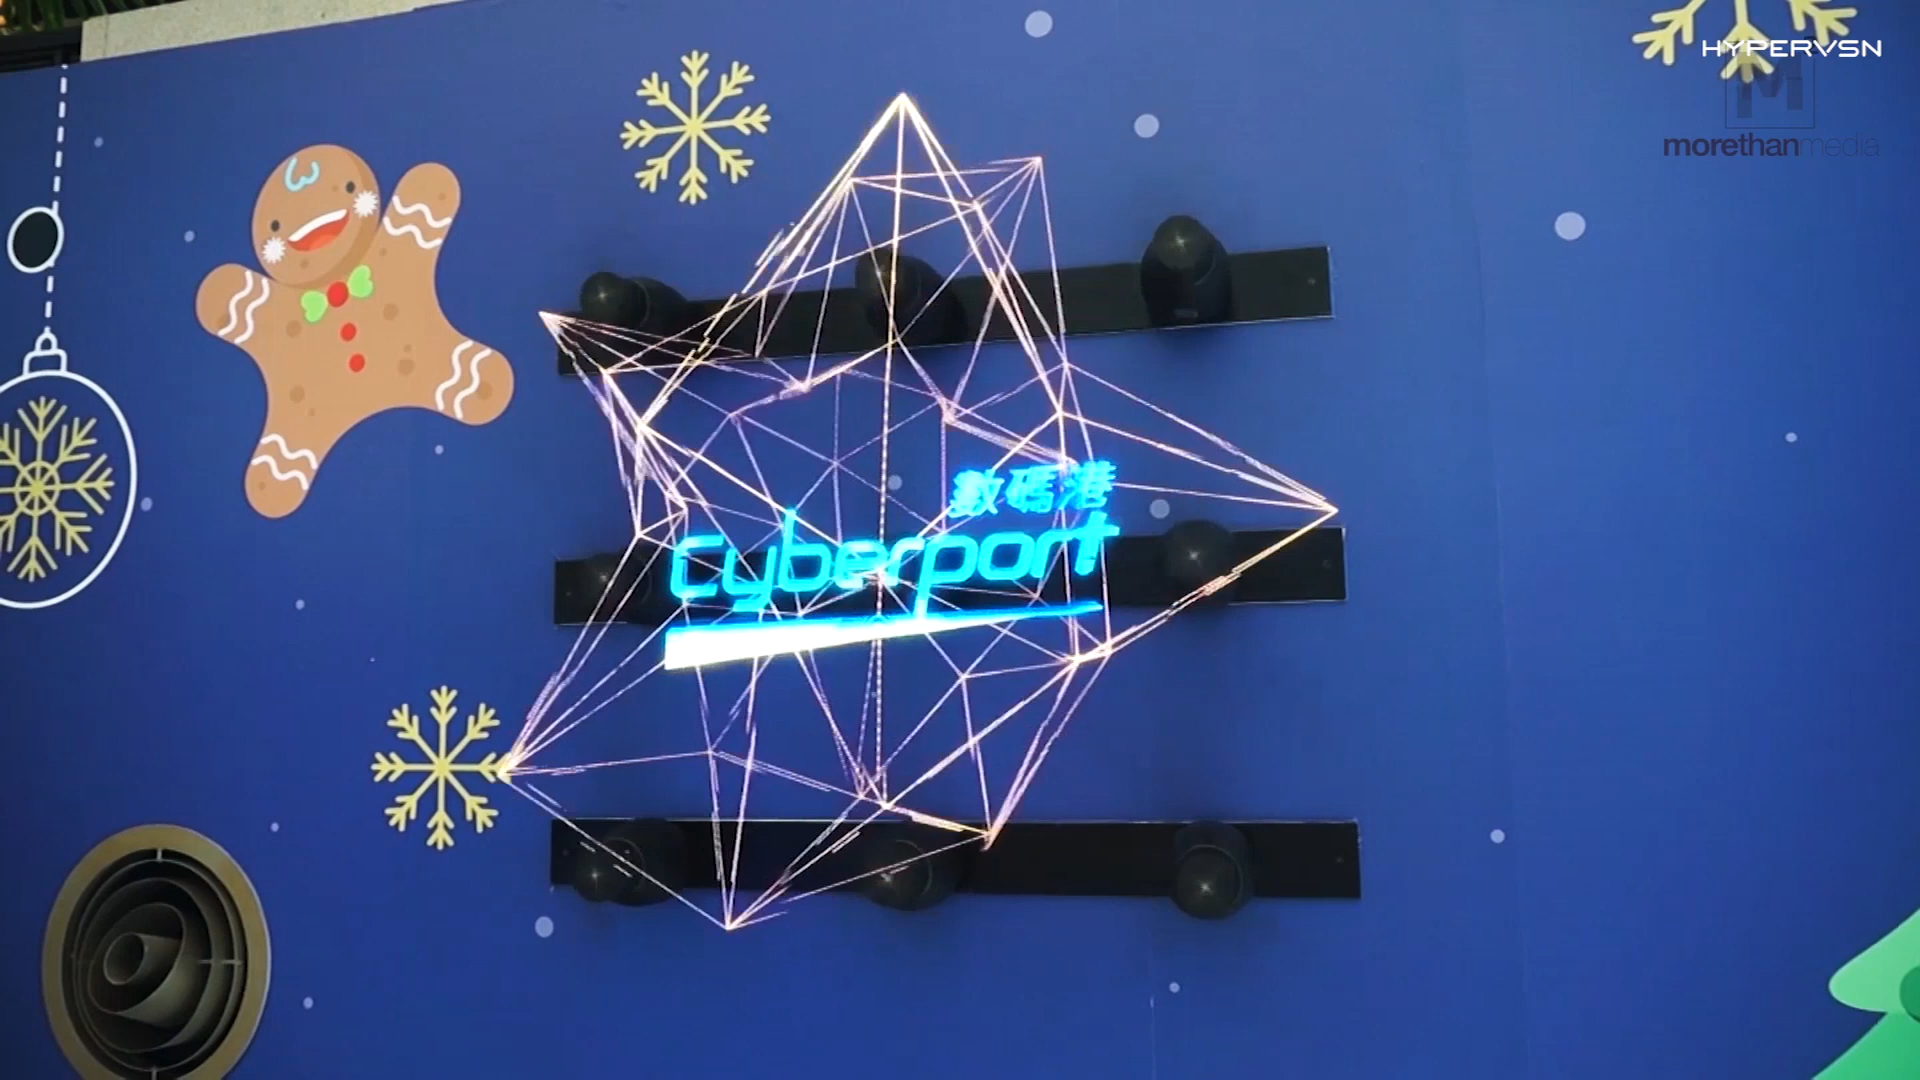 HYPERVSN
M
morethanmedia
數碼港
Cyberport